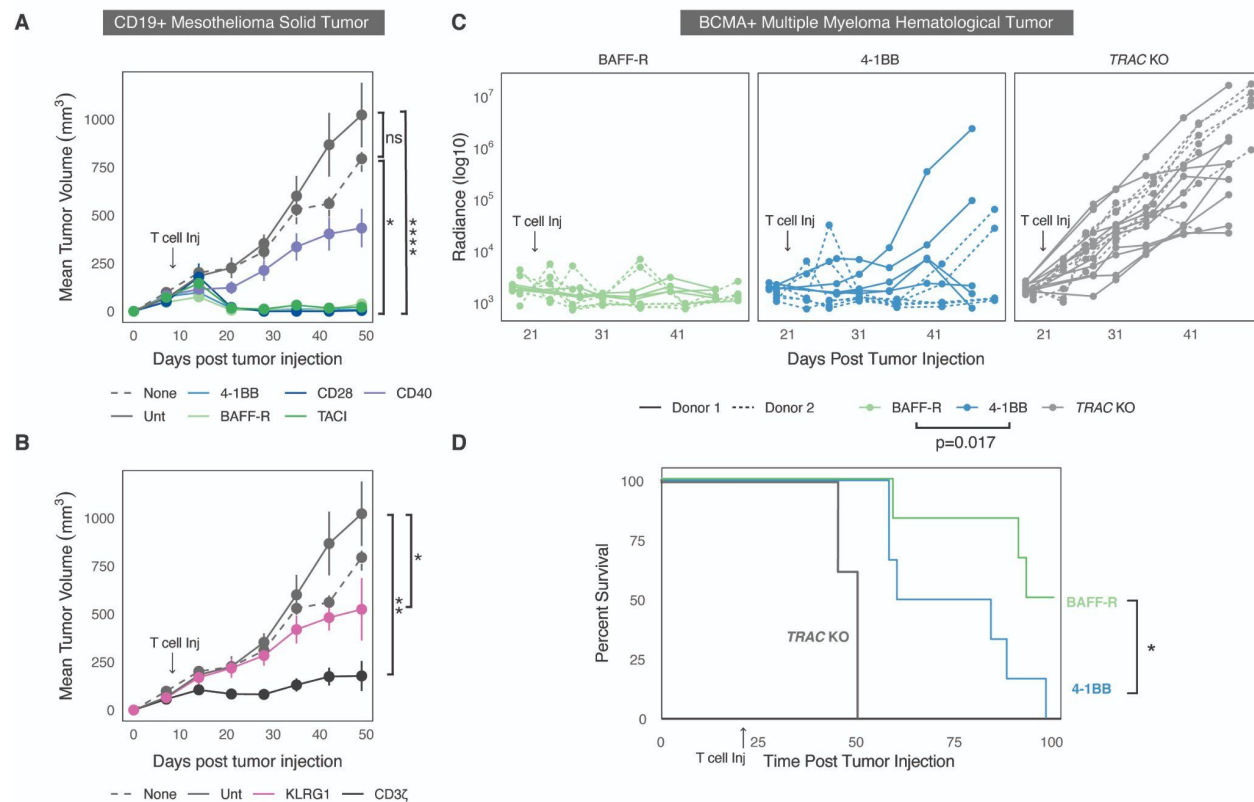 A
CD19+ Mesothelioma Solid Tumor
Mean Tumor Volume (mm³)
1000
750
500
250
0
T cell Inj
ns
*
****
0 10 20 30 40 50
Days post tumor injection
None 4-1BB CD28 CD40
Unt BAFF-R TACI
B
Mean Tumor Volume (mm³)
1000
750
500
250
0
T cell Inj
*
**
0 10 20 30 40 50
Days post tumor injection
None Unt KLRG1 CD3ζ
C
BCMA+ Multiple Myeloma Hematological Tumor
BAFF-R 4-1BB TRAC KO
Radiance (log10)
10⁷
10⁶
10⁵
10⁴
10³
T cell Inj T cell Inj T cell Inj
21 31 41 21 31 41 21 31 41
Days Post Tumor Injection
Donor 1 Donor 2 BAFF-R 4-1BB TRAC KO
p=0.017
D
Percent Survival
100
75
50
25
0
TRAC KO
BAFF-R
*
4-1BB
0 25 50 75 100
T cell Inj
Time Post Tumor Injection